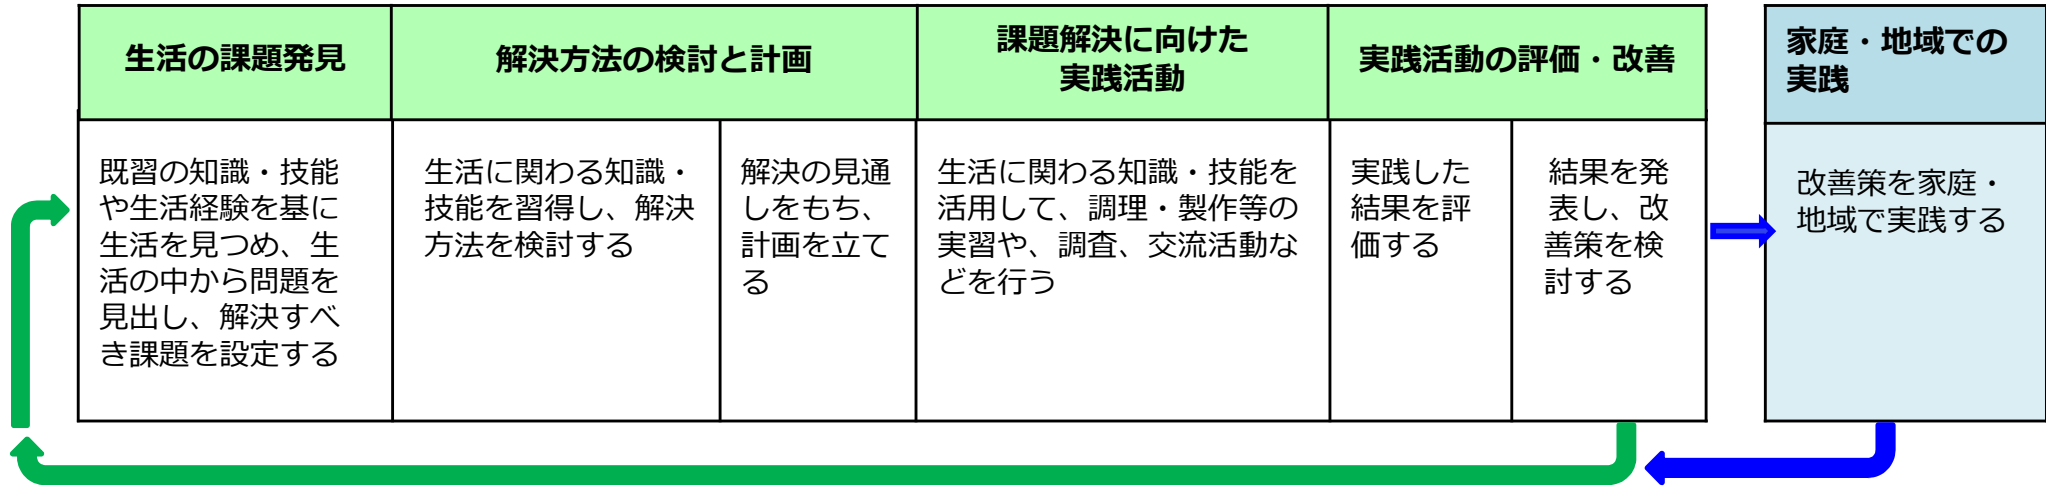 生活の課題発見
解決方法の検討と計画
課題解決に向けた
実践活動
実践活動の評価・改善
家庭・地域での
実践
既習の知識・技能
や生活経験を基に
生活を見つめ、生
活の中から問題を
見出し、解決すべ
き課題を設定する
生活に関わる知識・
技能を習得し、解決
方法を検討する
解決の見通
しをもち、
計画を立て
る
生活に関わる知識・技能を
活用して、調理・製作等の
実習や、調査、交流活動な
どを行う
実践した
結果を評
価する
結果を発
表し、改
善策を検
討する
改善策を家庭・
地域で実践する